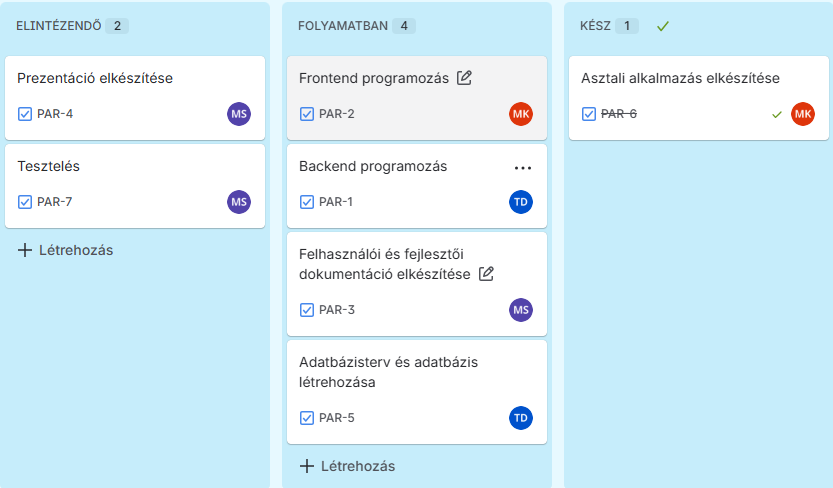 ELINTÉZENDŐ 2
Prezentáció elkészítése
PAR-4 MS
Tesztelés
PAR-7 MS
+ Létrehozás
FOLYAMATBAN 4
Frontend programozás
PAR-2 MK
Backend programozás
PAR-1 TD
Felhasználói és fejlesztői
dokumentáció elkészítése
PAR-3 MS
Adatbázisterv és adatbázis
létrehozása
PAR-5 TD
+ Létrehozás
KÉSZ 1
Asztali alkalmazás elkészítése
PAR-6 MK